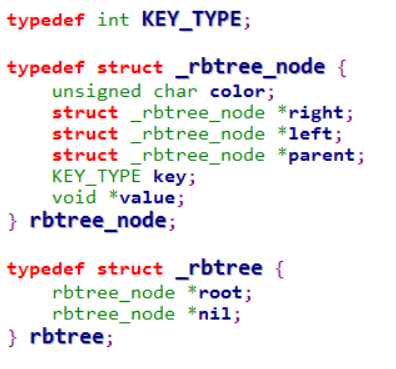 typedef int KEY_TYPE;
typedef struct _rbtree_node {
unsigned char color;
struct _rbtree_node *right;
struct _rbtree_node *left;
struct _rbtree_node *parent;
KEY_TYPE key;
void *value;
} rbtree_node;
typedef struct _rbtree {
rbtree_node *root;
rbtree_node *nil;
} rbtree;